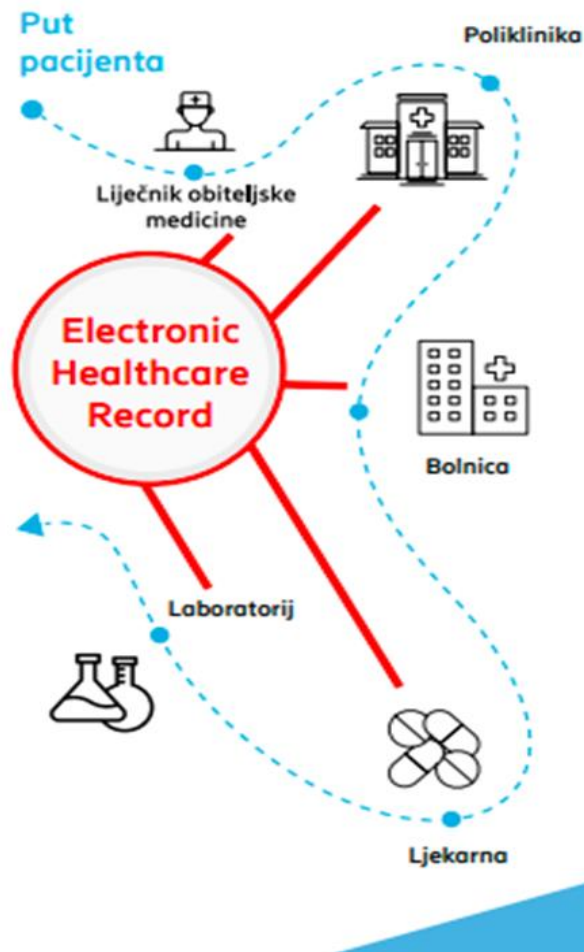 Put
pacijenta
Poliklinika
Liječnik obiteljske
medicine
Electronic
Healthcare
Record
Bolnica
Laboratorij
Ljekarna